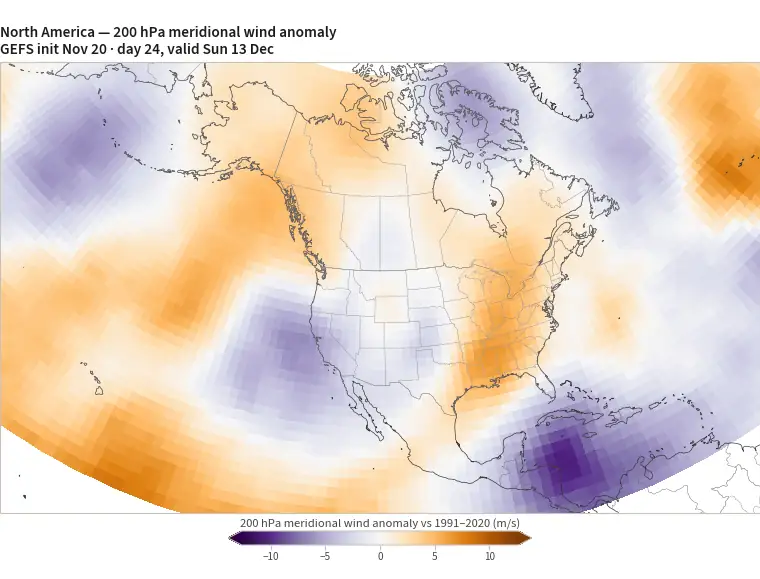 North America — 200 hPa meridional wind anomaly
GEFS init Nov 20 · day 24, valid Sun 13 Dec
200 hPa meridional wind anomaly vs 1991–2020 (m/s)
−10 −5 0 5 10